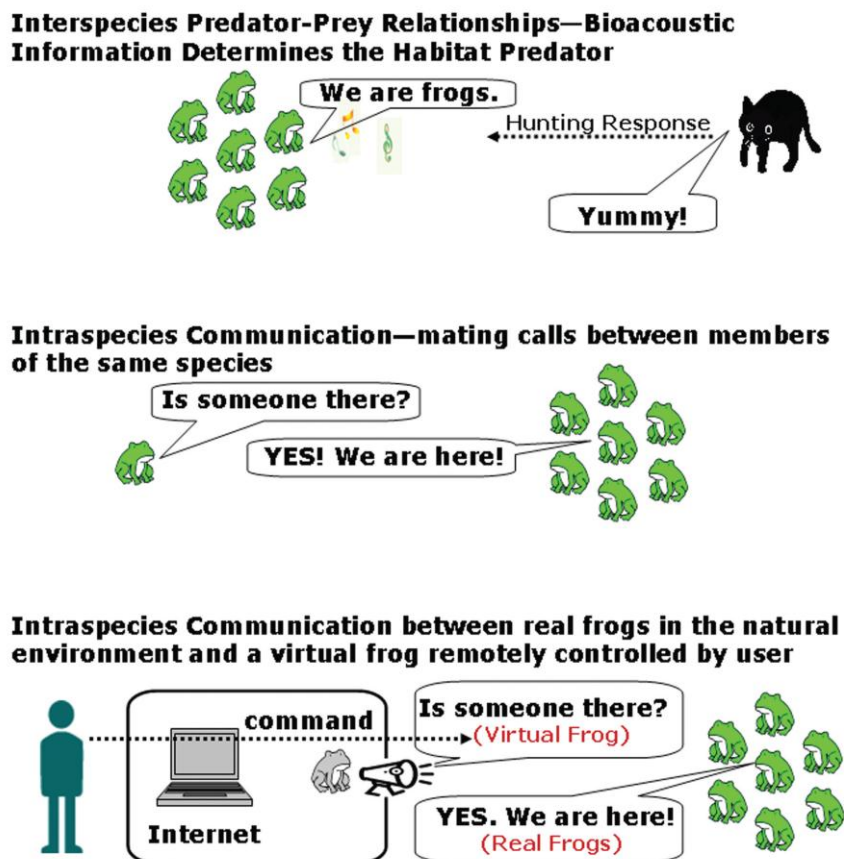 Interspecies Predator-Prey Relationships—Bioacoustic
Information Determines the Habitat Predator
We are frogs.
Hunting Response
Yummy!
Intraspecies Communication—mating calls between members
of the same species
Is someone there?
YES! We are here!
Intraspecies Communication between real frogs in the natural
environment and a virtual frog remotely controlled by user
command
Internet
Is someone there?
(Virtual Frog)
YES. We are here!
(Real Frogs)